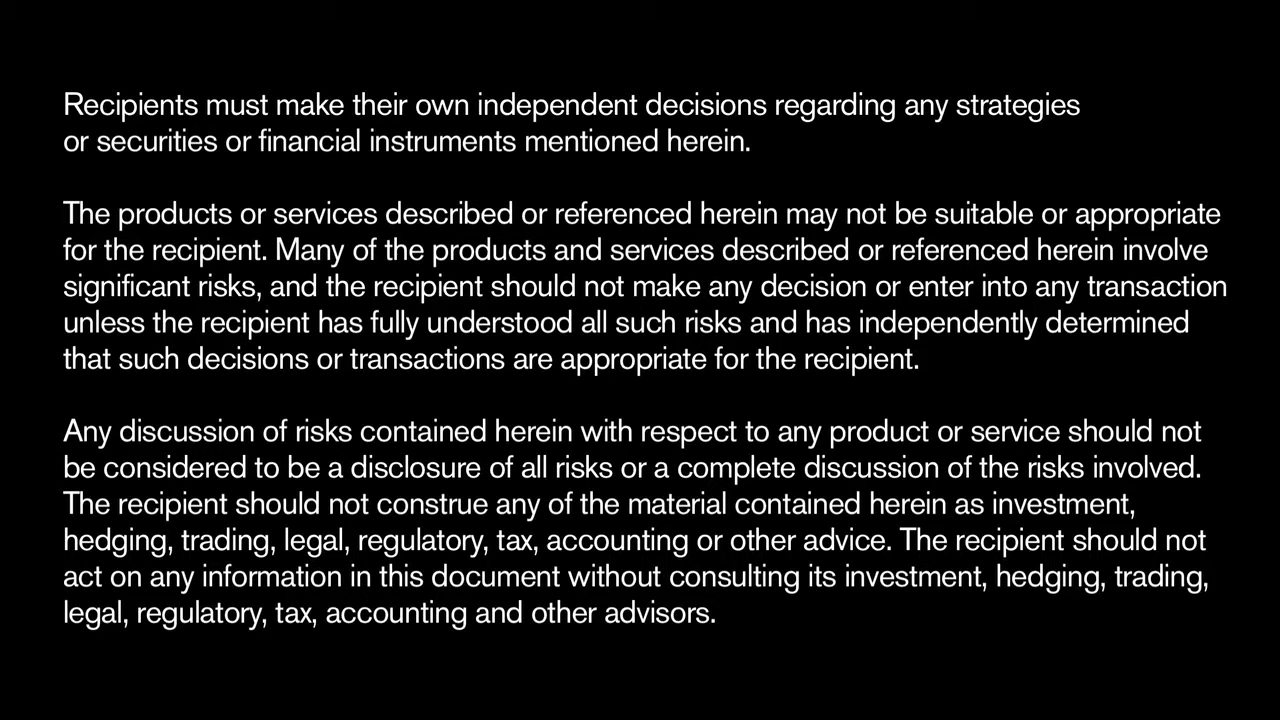 Recipients must make their own independent decisions regarding any strategies
or securities or financial instruments mentioned herein.
The products or services described or referenced herein may not be suitable or appropriate
for the recipient. Many of the products and services described or referenced herein involve
significant risks, and the recipient should not make any decision or enter into any transaction
unless the recipient has fully understood all such risks and has independently determined
that such decisions or transactions are appropriate for the recipient.
Any discussion of risks contained herein with respect to any product or service should not
be considered to be a disclosure of all risks or a complete discussion of the risks involved.
The recipient should not construe any of the material contained herein as investment,
hedging, trading, legal, regulatory, tax, accounting or other advice. The recipient should not
act on any information in this document without consulting its investment, hedging, trading,
legal, regulatory, tax, accounting and other advisors.